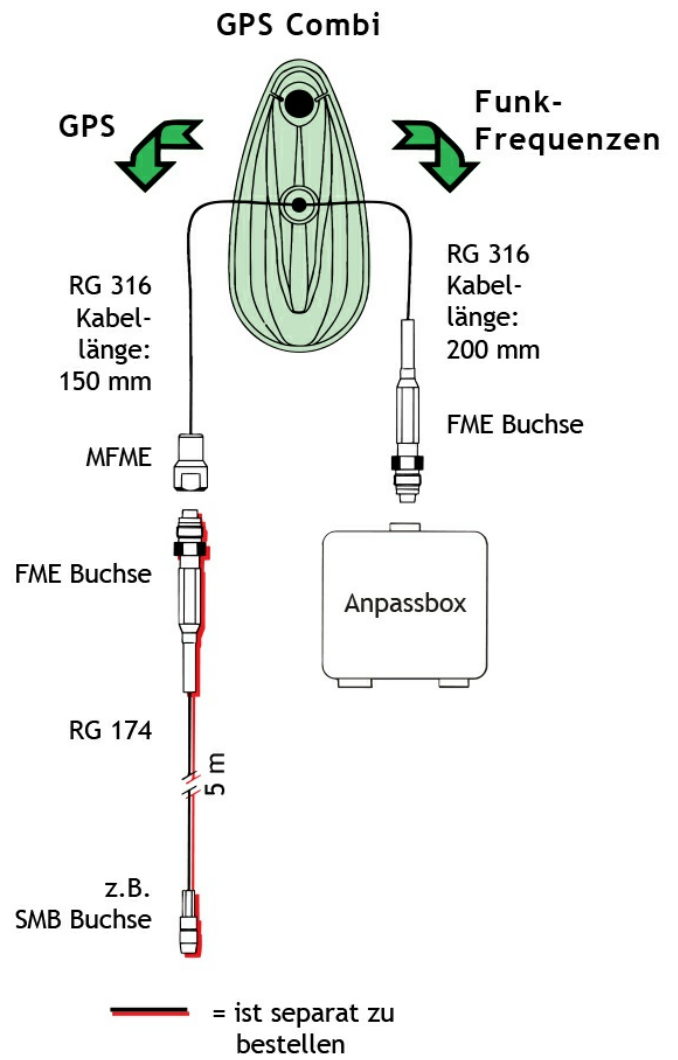 GPS Combi
GPS
Funk-
Frequenzen
RG 316
Kabel-
länge:
150 mm
RG 316
Kabel-
länge:
200 mm
MFME
FME Buchse
FME Buchse
Anpassbox
RG 174
5 m
z.B.
SMB Buchse
= ist separat zu
bestellen